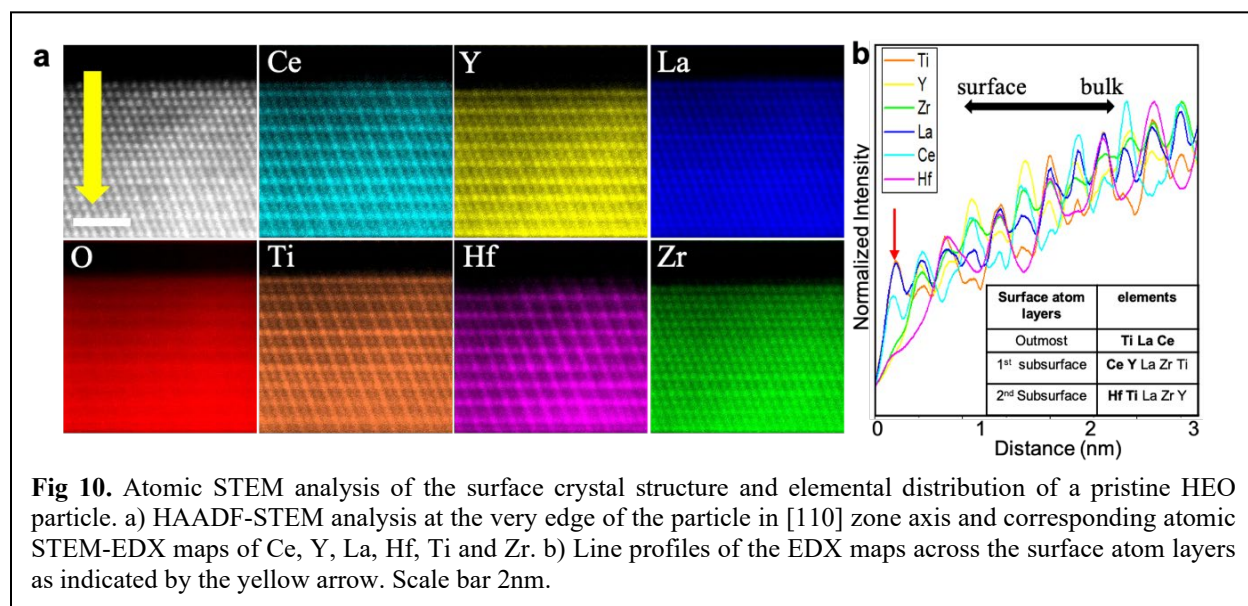 a
Ce
Y
La
O
Ti
Hf
Zr
b
Ti
Y
Zr
La
Ce
Hf
surface bulk
Normalized Intensity
Surface atom layers elements
Outmost Ti La Ce
1st subsurface Ce Y La Zr Ti
2nd Subsurface Hf Ti La Zr Y
0 1 2 3
Distance (nm)
Fig 10. Atomic STEM analysis of the surface crystal structure and elemental distribution of a pristine HEO
particle. a) HAADF-STEM analysis at the very edge of the particle in [110] zone axis and corresponding atomic
STEM-EDX maps of Ce, Y, La, Hf, Ti and Zr. b) Line profiles of the EDX maps across the surface atom layers
as indicated by the yellow arrow. Scale bar 2nm.